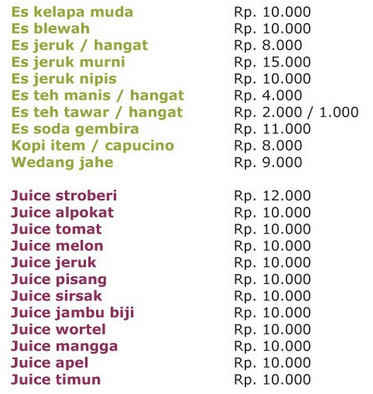 Es kelapa muda Rp. 10.000
Es blewah Rp. 10.000
Es jeruk / hangat Rp. 8.000
Es jeruk murni Rp. 15.000
Es jeruk nipis Rp. 10.000
Es teh manis / hangat Rp. 4.000
Es teh tawar / hangat Rp. 2.000 / 1.000
Es soda gembira Rp. 11.000
Kopi item / capucino Rp. 8.000
Wedang jahe Rp. 9.000
Juice stroberi Rp. 12.000
Juice alpokat Rp. 10.000
Juice tomat Rp. 10.000
Juice melon Rp. 10.000
Juice jeruk Rp. 10.000
Juice pisang Rp. 10.000
Juice sirsak Rp. 10.000
Juice jambu biji Rp. 10.000
Juice wortel Rp. 10.000
Juice mangga Rp. 10.000
Juice apel Rp. 10.000
Juice timun Rp. 10.000